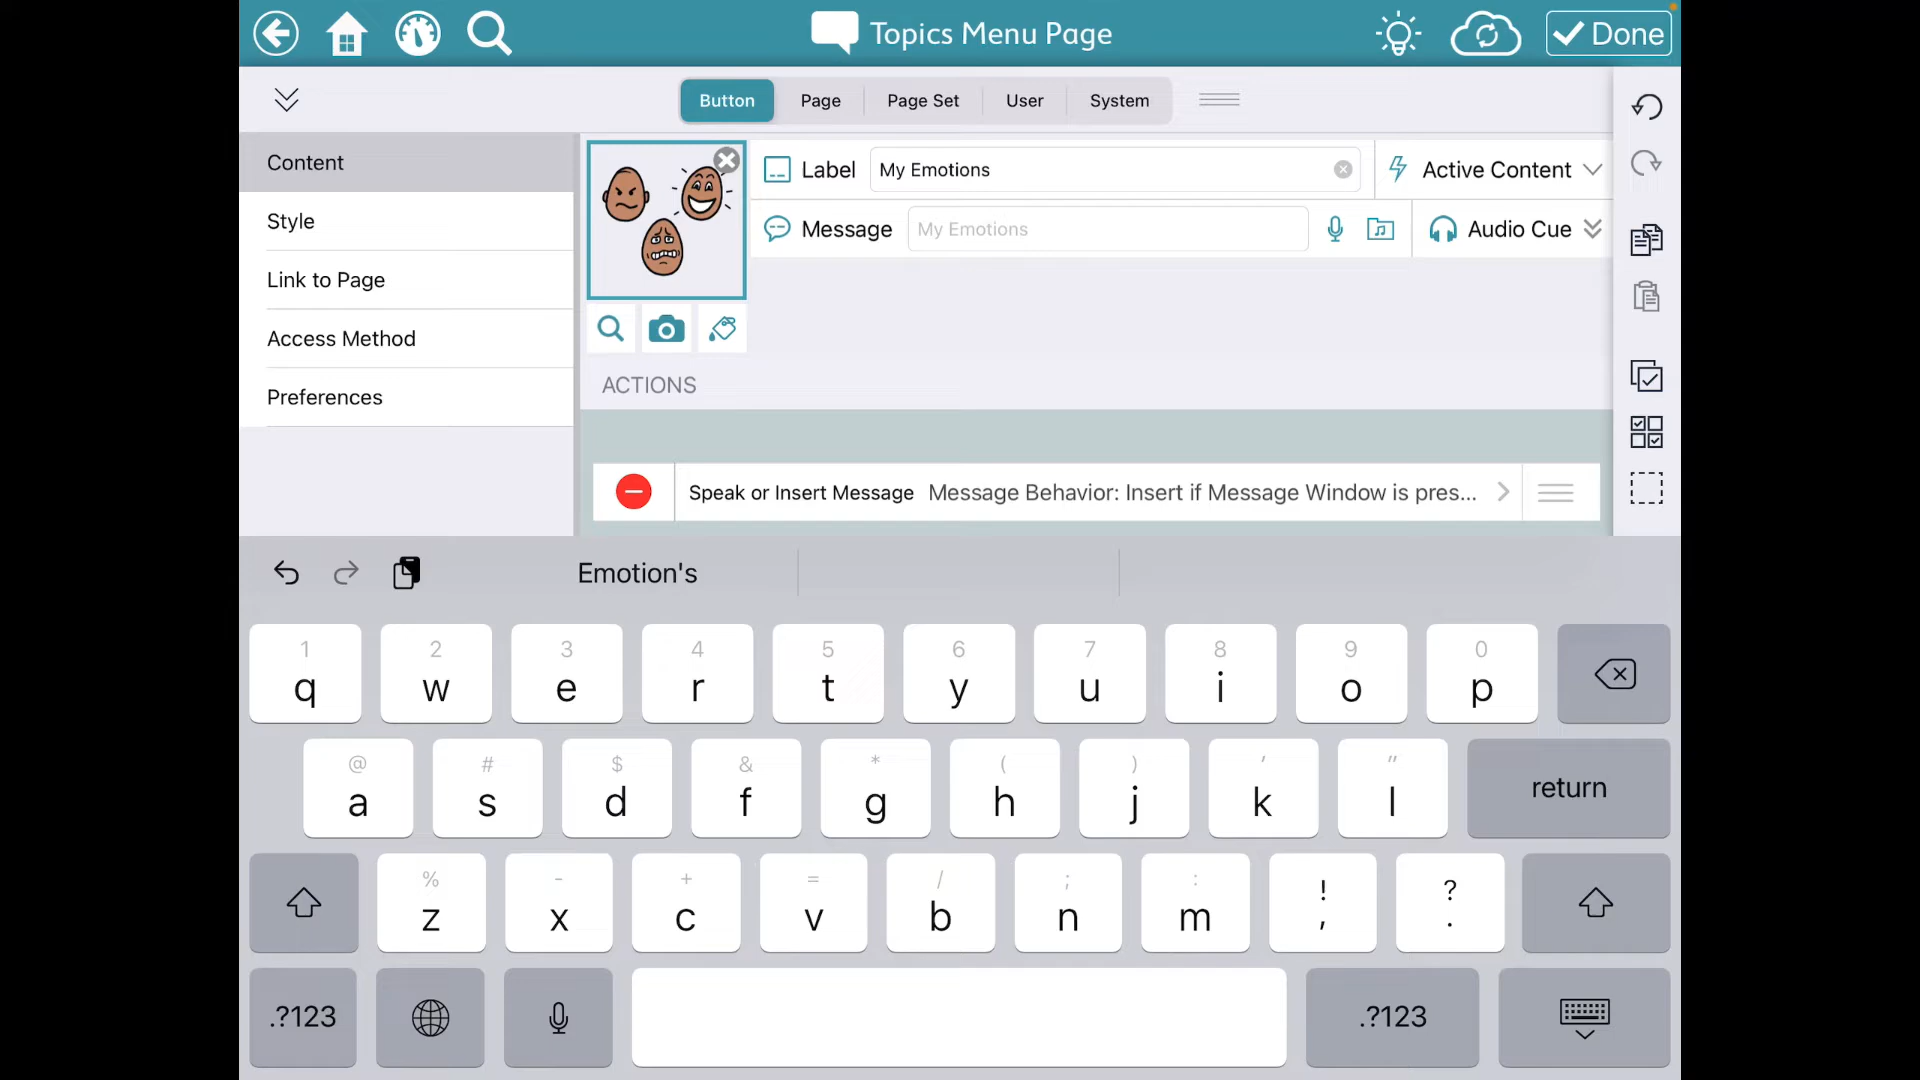 Topics Menu Page
Done
Button Page Page Set User System
Content
Style
Link to Page
Access Method
Preferences
Label My Emotions Active Content
Message My Emotions Audio Cue
ACTIONS
Speak or Insert Message Message Behavior: Insert if Message Window is pres...
Emotion's
1 2 3 4 5 6 7 8 9 0
q w e r t y u i o p
@ # $ & * ( ) ' "
a s d f g h j k l return
% - + = / ; : ! ?
z x c v b n m , .
.?123 .?123